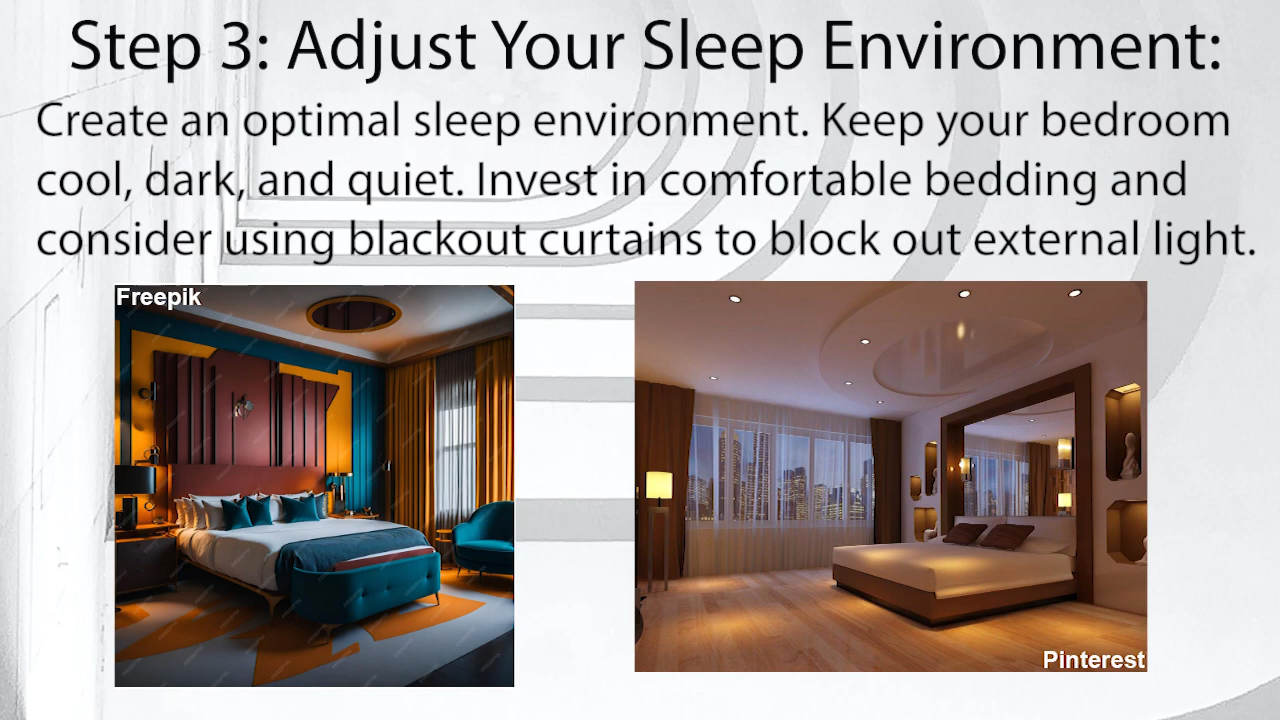 Step 3: Adjust Your Sleep Environment:
Create an optimal sleep environment. Keep your bedroom
cool, dark, and quiet. Invest in comfortable bedding and
consider using blackout curtains to block out external light.
Freepik
Pinterest